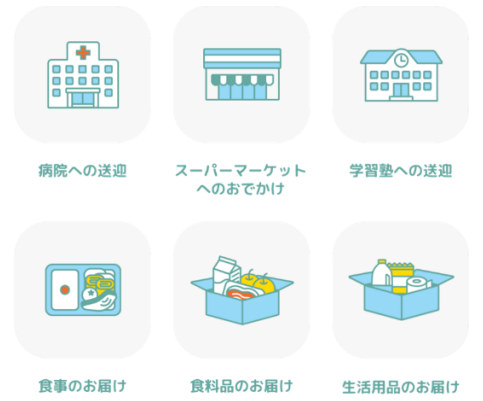 病院への送迎
スーパーマーケット
へのおでかけ
学習塾への送迎
食事のお届け
食料品のお届け
生活用品のお届け